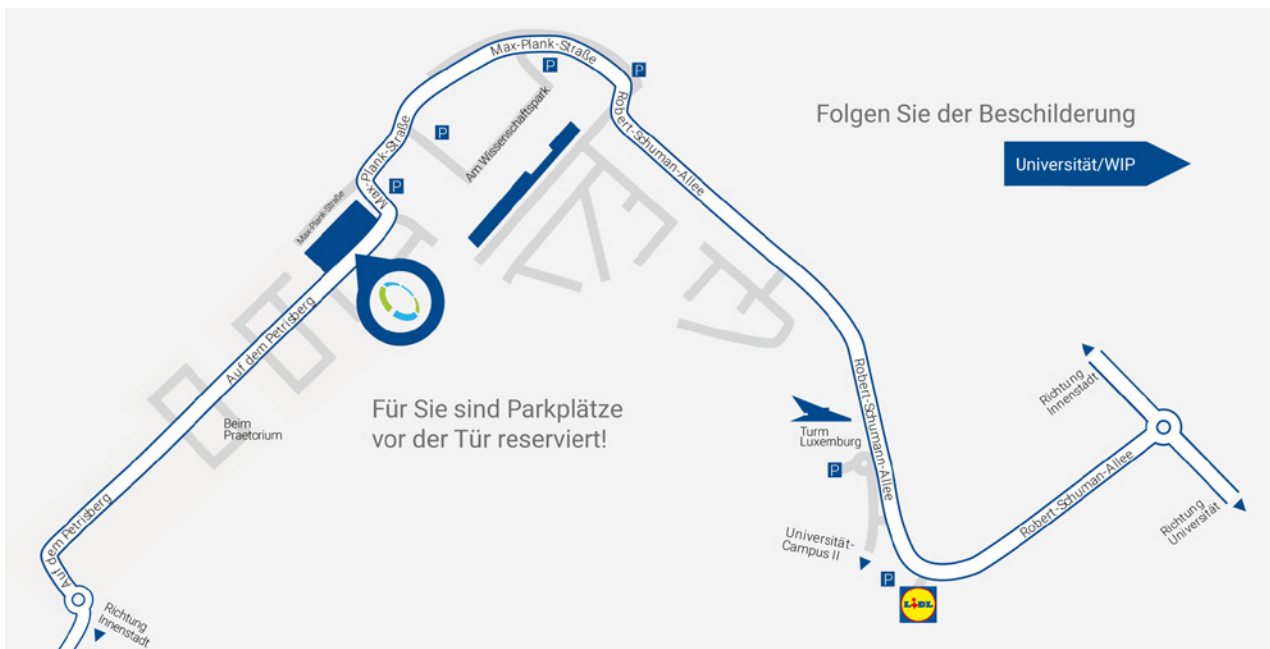 Max-Plank-Straße
P
P
Folgen Sie der Beschilderung
Universität/WIP
Robert-Schuman-Allee
Am Wissenschaftspark
P
Max-Plank-Straße
P
Max-Plank-Straße
Auf dem Petrisberg
Für Sie sind Parkplätze
vor der Tür reserviert!
Beim
Praetorium
Richtung
Innenstadt
Robert-Schumann-Allee
Turm
Luxemburg
P
Robert-Schuman-Allee
Richtung
Universität
Universität-
Campus II
P
LIDL
Auf dem Petrisberg
Richtung
Innenstadt